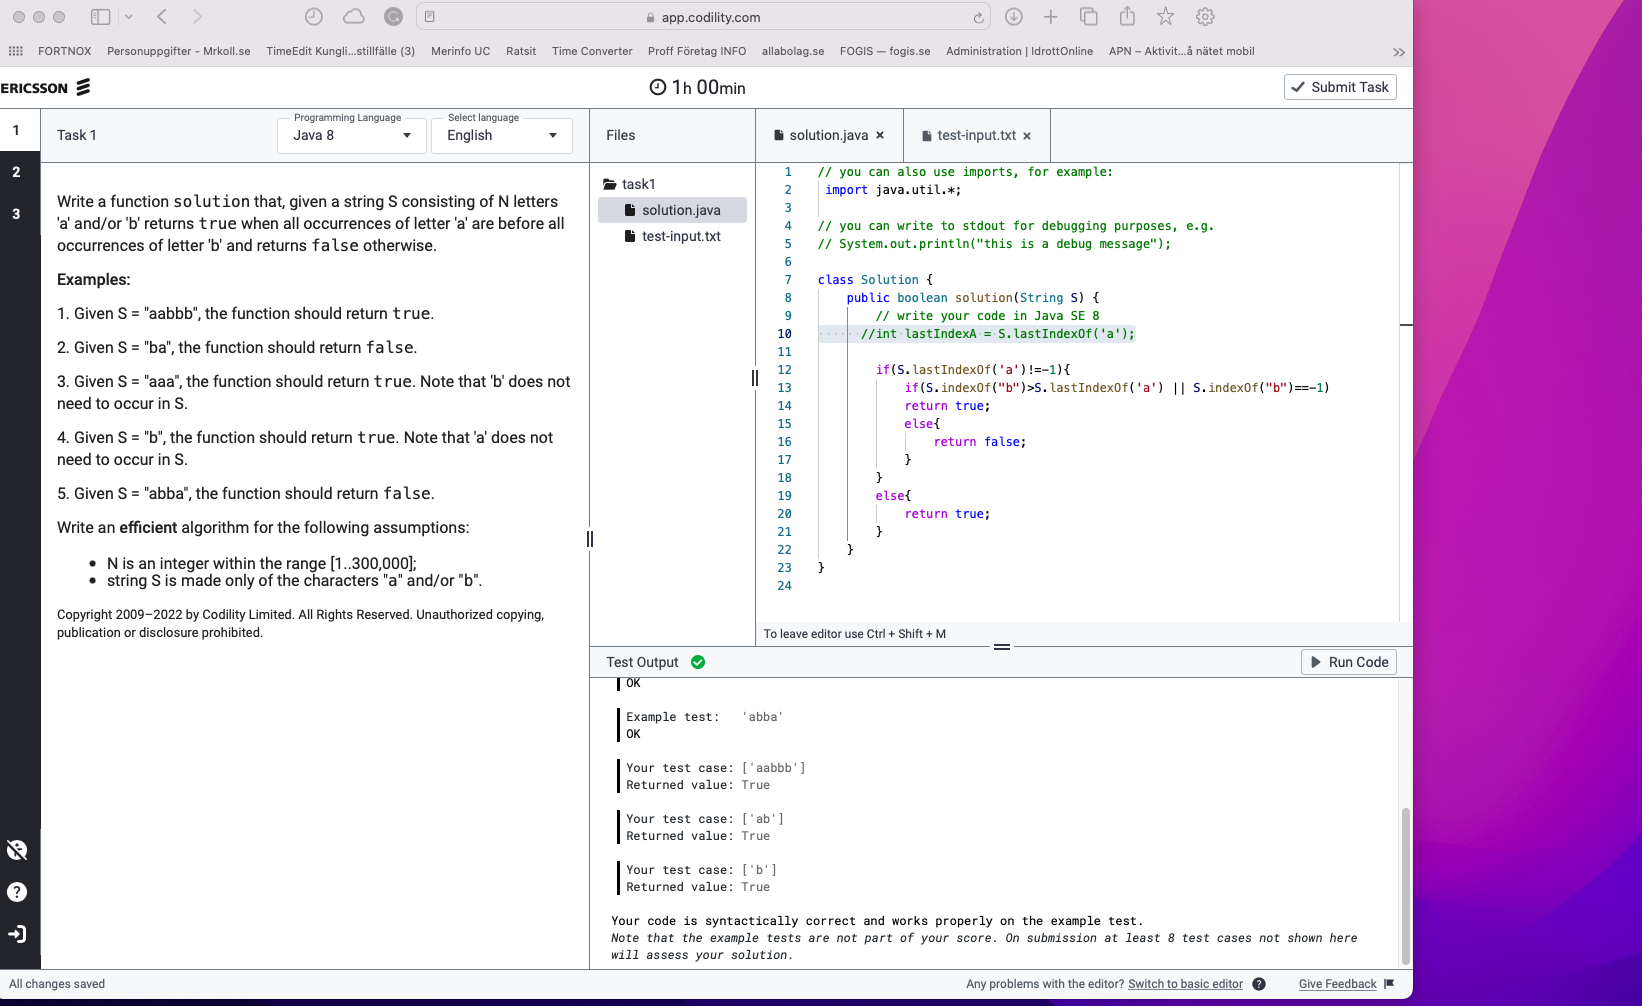 app.codility.com
FORTNOX Personuppgifter - Mrkoll.se TimeEdit Kungli...stillfälle (3) Merinfo UC Ratsit Time Converter Proff Företag INFO allabolag.se FOGIS — fogis.se Administration | IdrottOnline APN – Aktivit...å nätet mobil
ERICSSON
1h 00min
Submit Task
1
2
3
Task 1
Programming Language
Java 8
Select language
English
Write a function solution that, given a string S consisting of N letters
'a' and/or 'b' returns true when all occurrences of letter 'a' are before all
occurrences of letter 'b' and returns false otherwise.
Examples:
1. Given S = "aabbb", the function should return true.
2. Given S = "ba", the function should return false.
3. Given S = "aaa", the function should return true. Note that 'b' does not
need to occur in S.
4. Given S = "b", the function should return true. Note that 'a' does not
need to occur in S.
5. Given S = "abba", the function should return false.
Write an efficient algorithm for the following assumptions:
• N is an integer within the range [1..300,000];
• string S is made only of the characters "a" and/or "b".
Copyright 2009–2022 by Codility Limited. All Rights Reserved. Unauthorized copying,
publication or disclosure prohibited.
Files
task1
solution.java
test-input.txt
solution.java ×
test-input.txt ×
1 // you can also use imports, for example:
2 import java.util.*;
3
4 // you can write to stdout for debugging purposes, e.g.
5 // System.out.println("this is a debug message");
6
7 class Solution {
8 public boolean solution(String S) {
9 // write your code in Java SE 8
10 //int lastIndexA = S.lastIndexOf('a');
11
12 if(S.lastIndexOf('a')!=-1){
13 if(S.indexOf("b")>S.lastIndexOf('a') || S.indexOf("b")==-1)
14 return true;
15 else{
16 return false;
17 }
18 }
19 else{
20 return true;
21 }
22 }
23 }
24
To leave editor use Ctrl + Shift + M
Test Output
Run Code
OK
Example test: 'abba'
OK
Your test case: ['aabbb']
Returned value: True
Your test case: ['ab']
Returned value: True
Your test case: ['b']
Returned value: True
Your code is syntactically correct and works properly on the example test.
Note that the example tests are not part of your score. On submission at least 8 test cases not shown here
will assess your solution.
All changes saved
Any problems with the editor? Switch to basic editor ?
Give Feedback